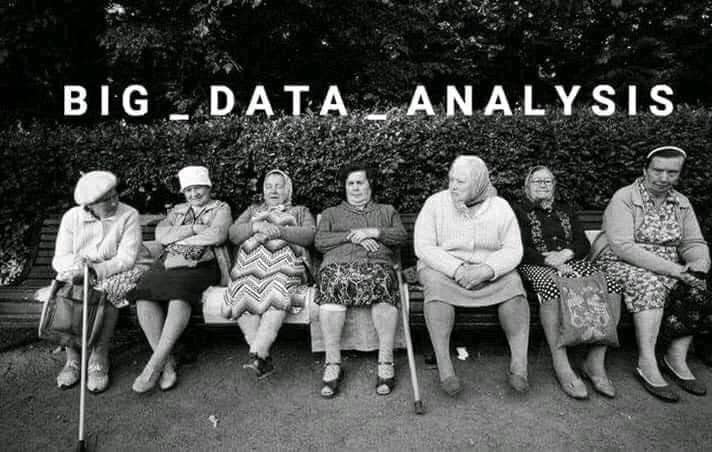 BIG _ DATA _ ANALYSIS